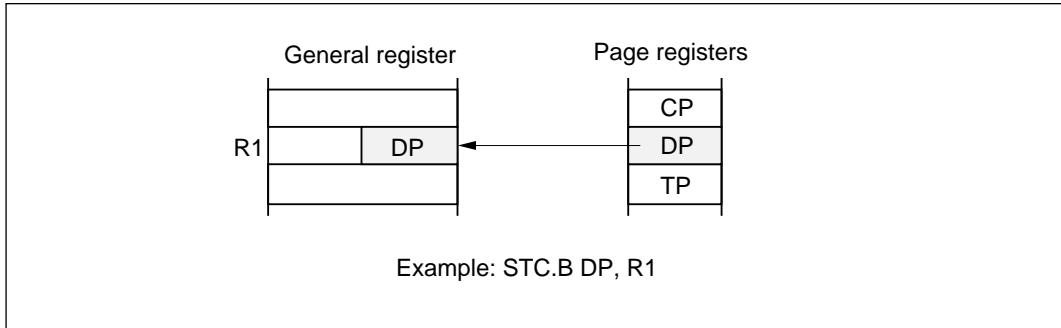 General register
Page registers
CP
R1
DP
DP
TP
Example: STC.B DP, R1